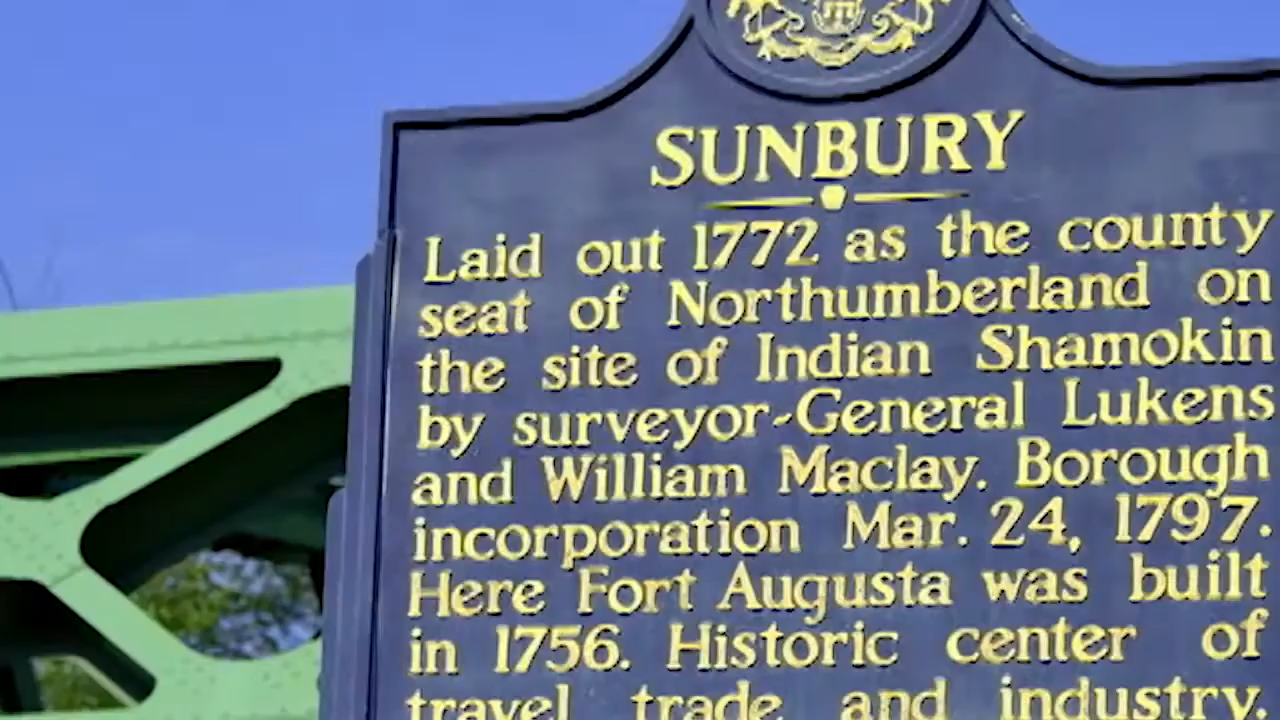 SUNBURY
Laid out 1772 as the county
seat of Northumberland on
the site of Indian Shamokin
by surveyor-General Lukens
and William Maclay. Borough
incorporation Mar. 24, 1797.
Here Fort Augusta was built
in 1756. Historic center of
travel trade and industry.